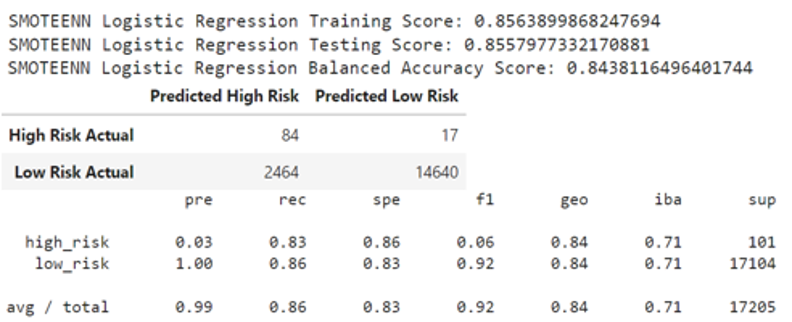 SMOTEENN Logistic Regression Training Score: 0.8563899868247694
SMOTEENN Logistic Regression Testing Score: 0.8557977332170881
SMOTEENN Logistic Regression Balanced Accuracy Score: 0.8438116496401744
Predicted High Risk Predicted Low Risk
High Risk Actual 84 17
Low Risk Actual 2464 14640
pre rec spe f1 geo iba sup
high_risk 0.03 0.83 0.86 0.06 0.84 0.71 101
low_risk 1.00 0.86 0.83 0.92 0.84 0.71 17104
avg / total 0.99 0.86 0.83 0.92 0.84 0.71 17205